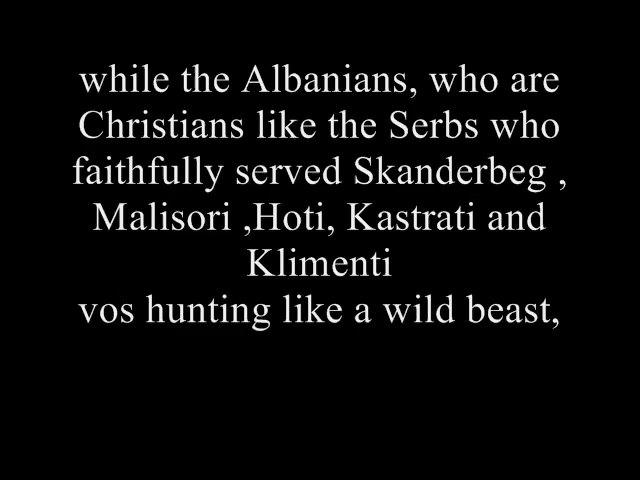 while the Albanians, who are
Christians like the Serbs who
faithfully served Skanderbeg ,
Malisori ,Hoti, Kastrati and
Klimenti
vos hunting like a wild beast,